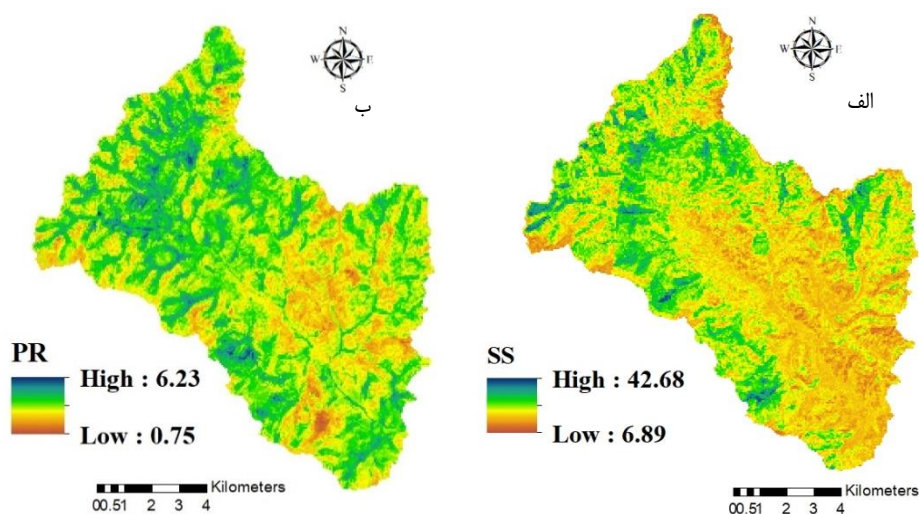 N
W E
S
ب
PR
High : 6.23
Low : 0.75
Kilometers
00.51 2 3 4
N
W E
S
الف
SS
High : 42.68
Low : 6.89
Kilometers
00.51 2 3 4